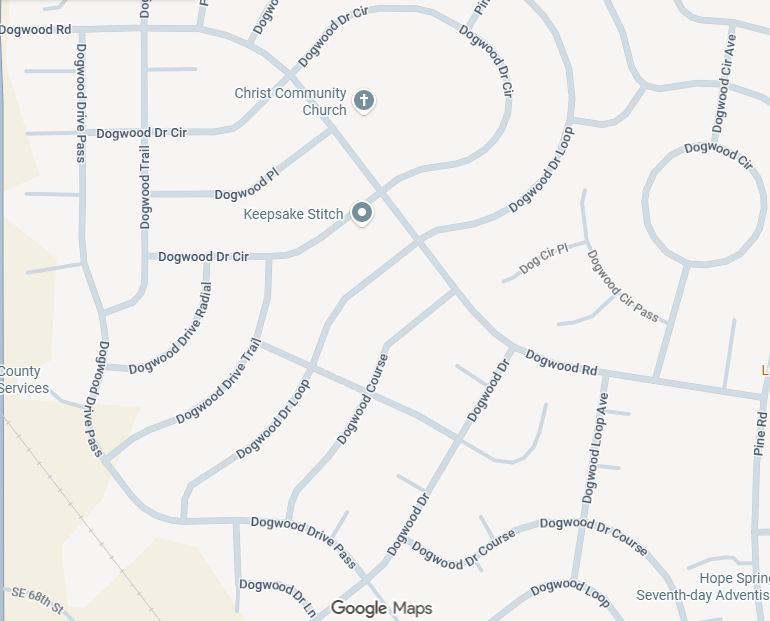 Dogwood Rd
Dogwood Dr Cir
Dogwood Dr Cir
Dogwood Cir Ave
Dogwood Drive Pass
Christ Community
Church
Dogwood Dr Cir
Dogwood Trail
Dogwood Dr Loop
Dogwood Cir
Dogwood Pl
Keepsake Stitch
Dogwood Dr Cir
Dog Cir Pl
Dogwood Cir Pass
Dogwood Drive Radial
Dogwood Rd
County
Services
Dogwood Drive Trail
Dogwood Dr Loop
Dogwood Course
Dogwood Dr
Dogwood Drive Pass
Dogwood Loop Ave
Pine Rd
Dogwood Dr
Dogwood Drive Pass
Dogwood Dr Course
Dogwood Dr Course
Hope Spring
Seventh-day Adventis
SE 68th St
Dogwood Dr Ln
Dogwood Loop
Google Maps